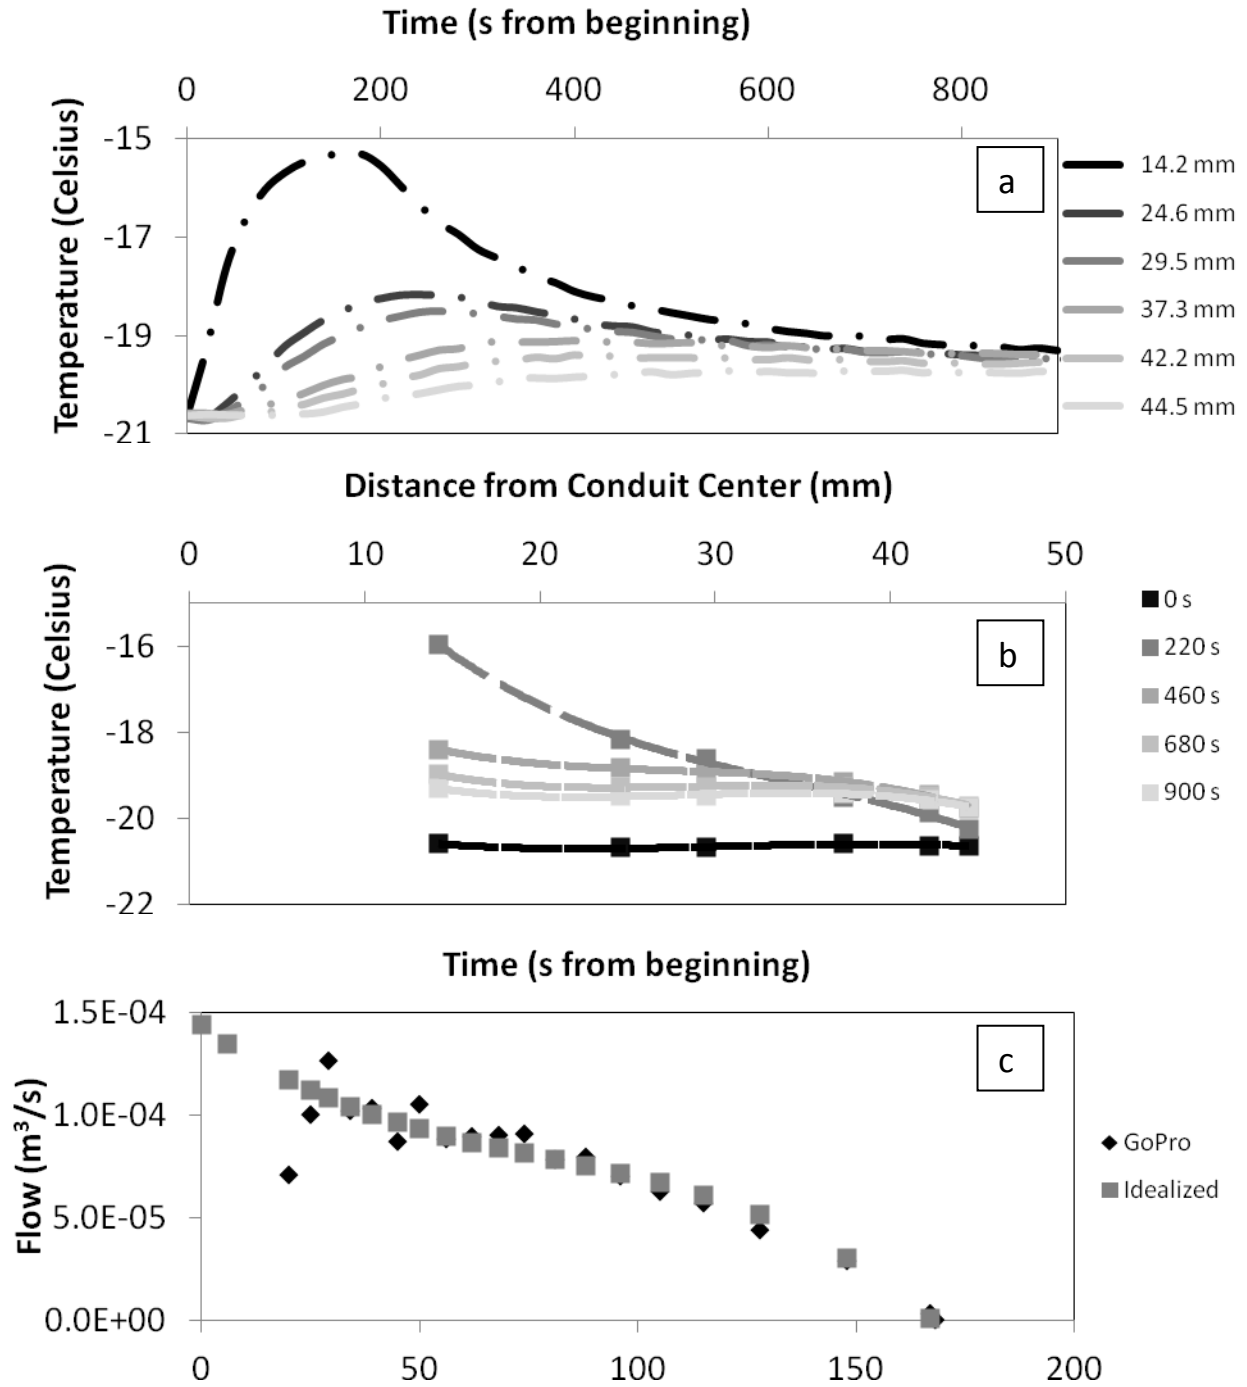 Time (s from beginning)
0 200 400 600 800
Temperature (Celsius)
-15
-17
-19
-21
a
14.2 mm
24.6 mm
29.5 mm
37.3 mm
42.2 mm
44.5 mm
Distance from Conduit Center (mm)
0 10 20 30 40 50
Temperature (Celsius)
-16
-18
-20
-22
b
0 s
220 s
460 s
680 s
900 s
Time (s from beginning)
Flow (m³/s)
1.5E-04
1.0E-04
5.0E-05
0.0E+00
c
GoPro
Idealized
0 50 100 150 200